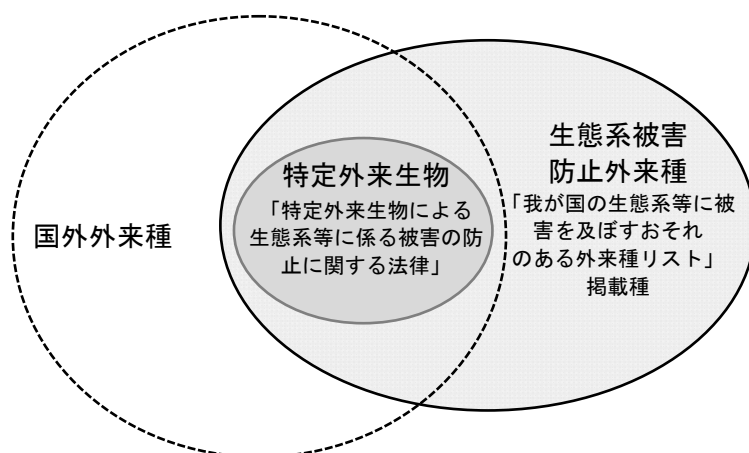 国外外来種
特定外来生物
「特定外来生物による
生態系等に係る被害の防
止に関する法律」
生態系被害
防止外来種
「我が国の生態系等に被
害を及ぼすおそれ
のある外来種リスト」
掲載種